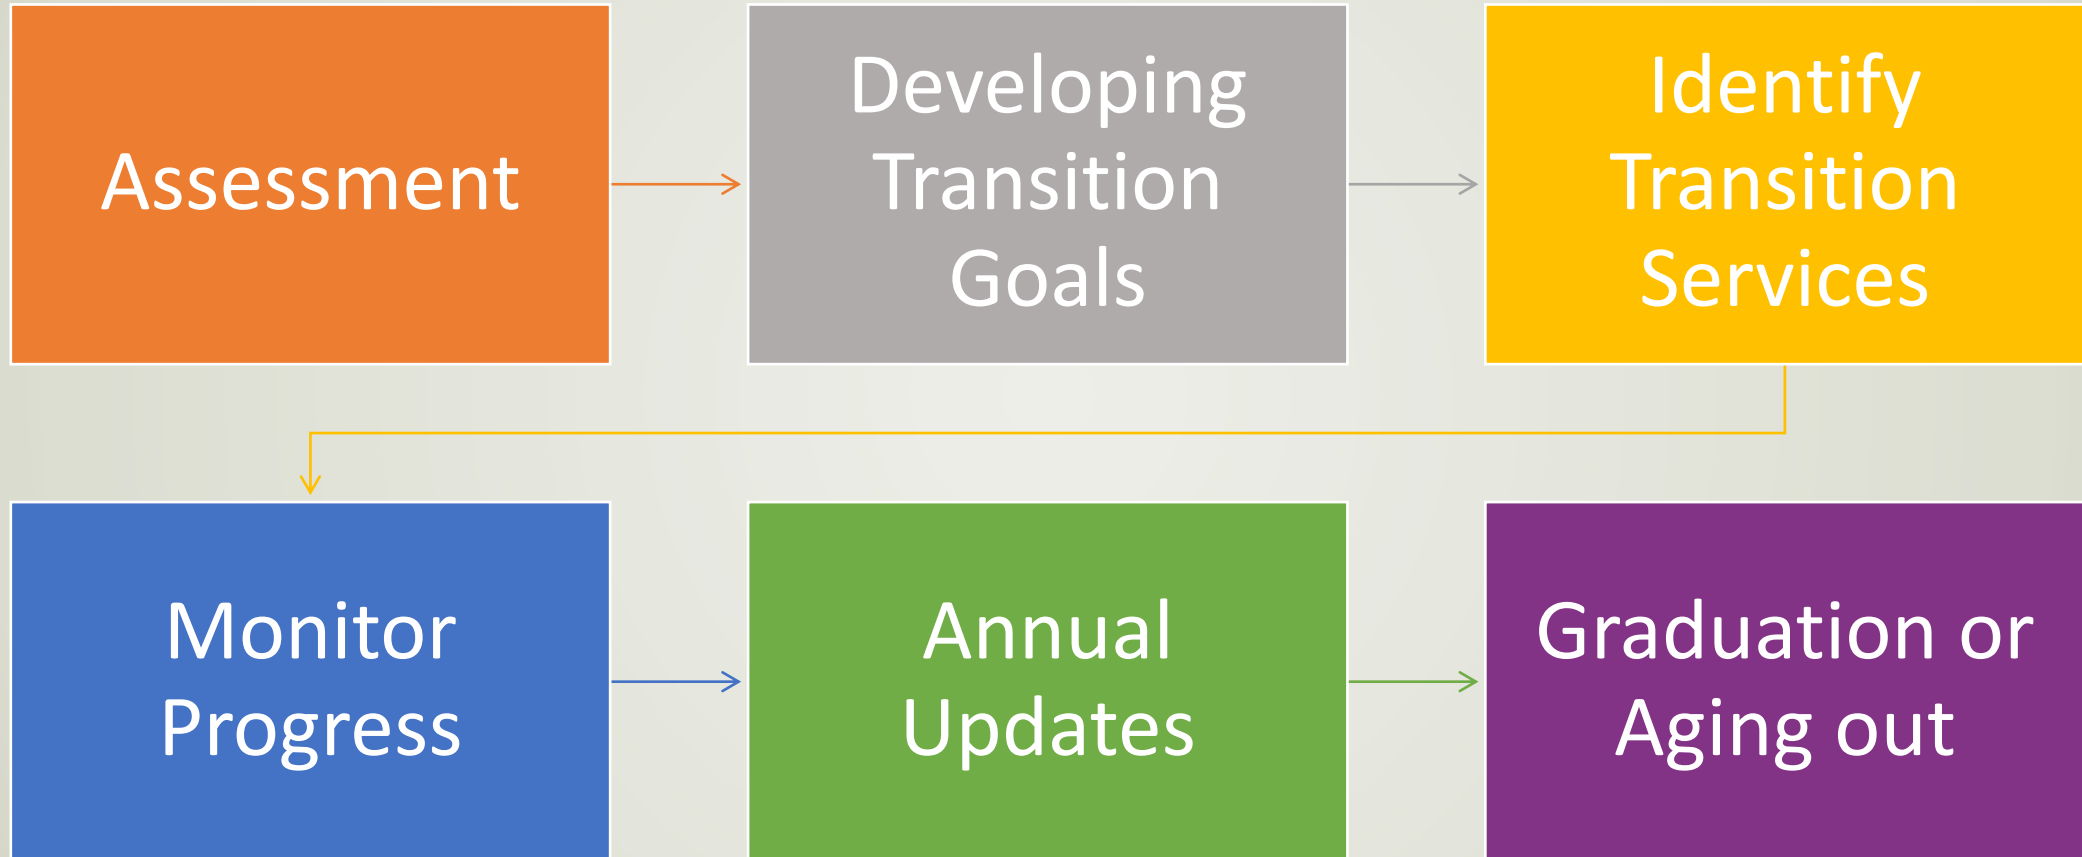 Assessment
Developing
Transition
Goals
Identify
Transition
Services
Monitor
Progress
Annual
Updates
Graduation or
Aging out